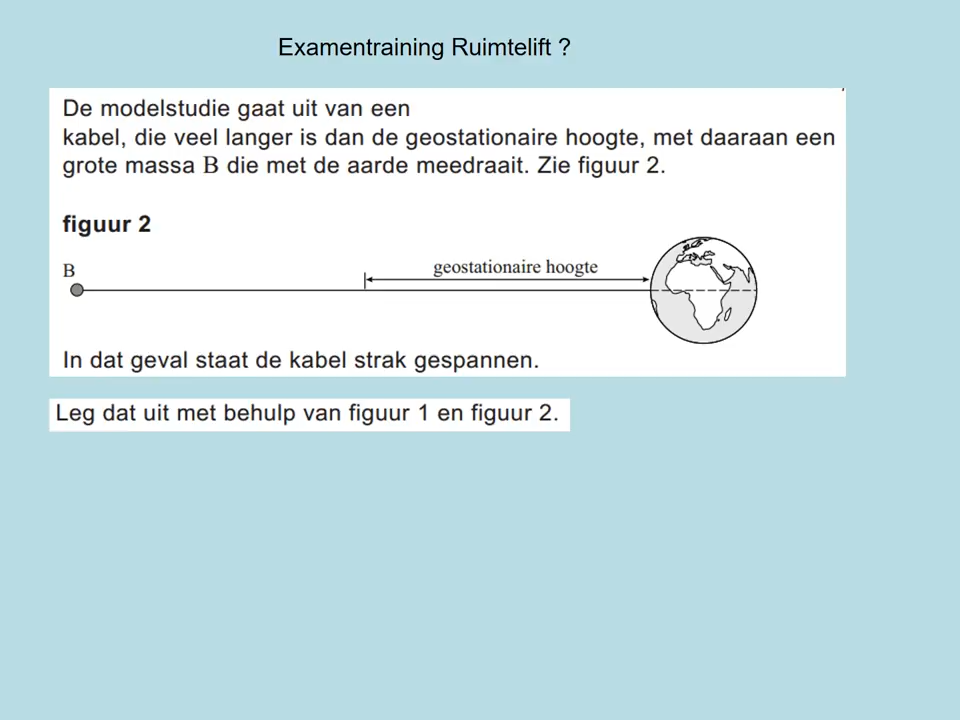 Examentraining Ruimtelift ?
De modelstudie gaat uit van een
kabel, die veel langer is dan de geostationaire hoogte, met daaraan een
grote massa B die met de aarde meedraait. Zie figuur 2.
figuur 2
B
geostationaire hoogte
In dat geval staat de kabel strak gespannen.
Leg dat uit met behulp van figuur 1 en figuur 2.